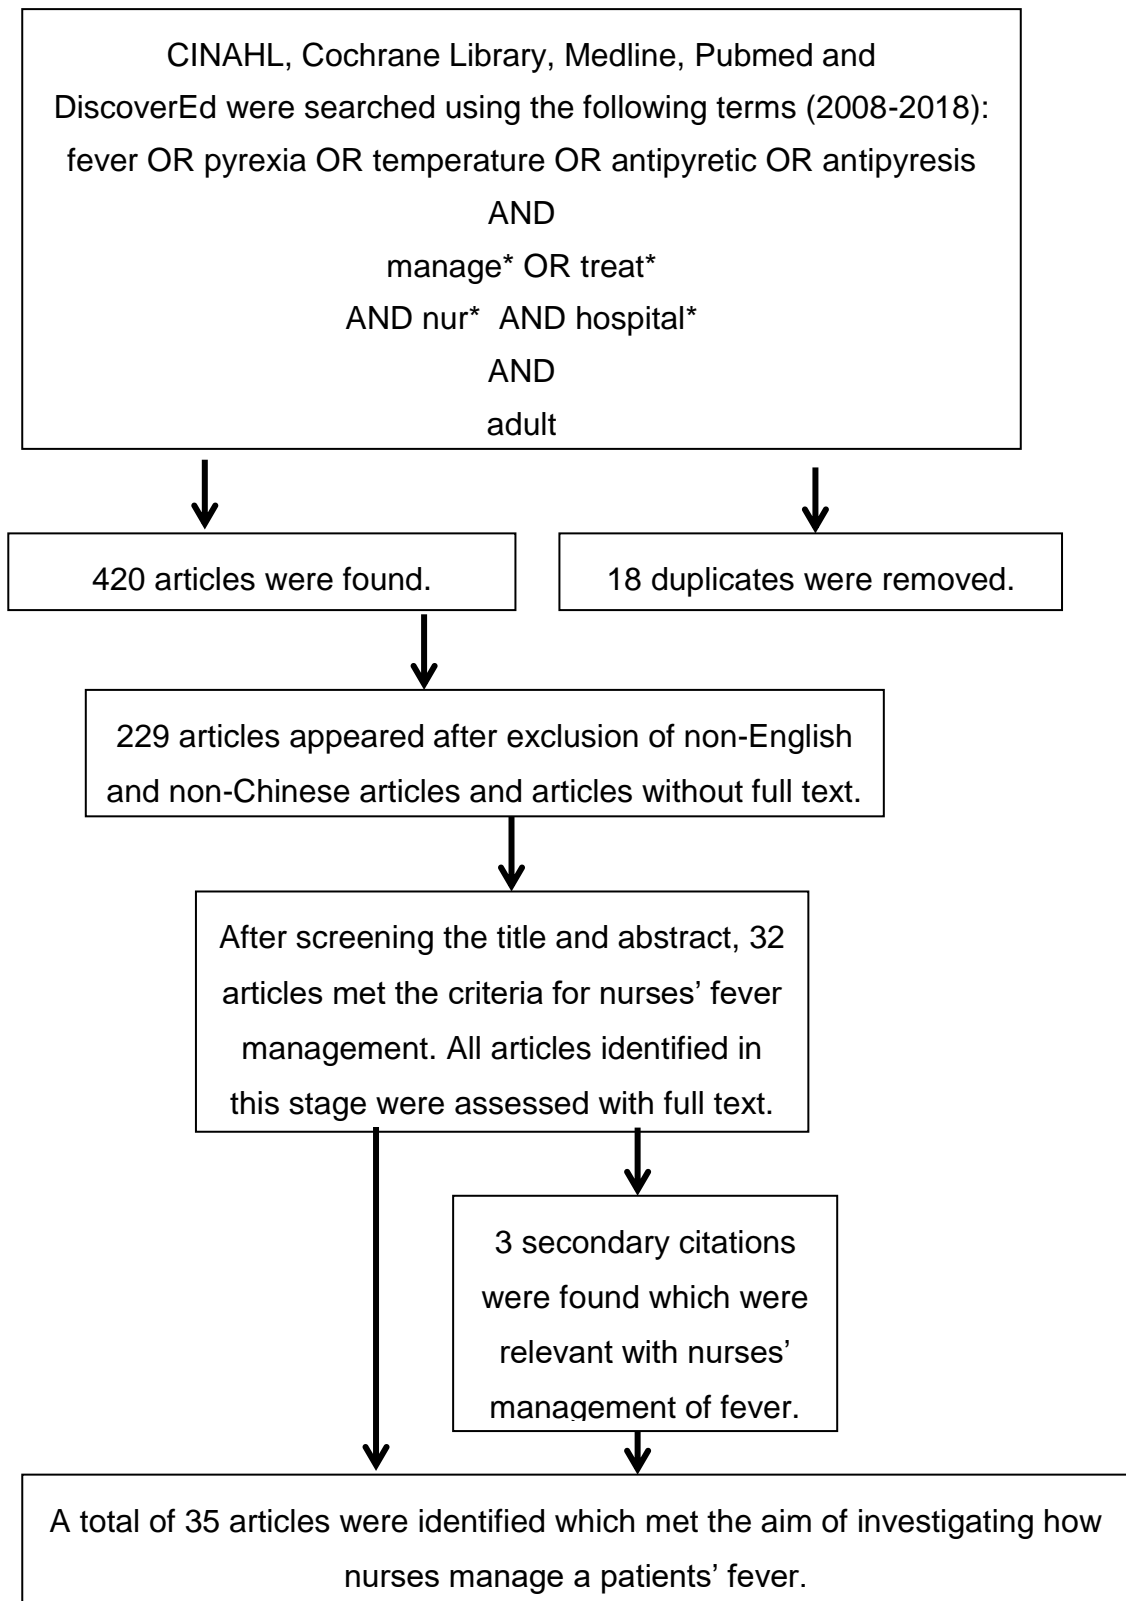 CINAHL, Cochrane Library, Medline, Pubmed and
DiscoverEd were searched using the following terms (2008-2018):
fever OR pyrexia OR temperature OR antipyretic OR antipyresis
AND
manage* OR treat*
AND nur* AND hospital*
AND
adult
420 articles were found.
18 duplicates were removed.
229 articles appeared after exclusion of non-English
and non-Chinese articles and articles without full text.
After screening the title and abstract, 32
articles met the criteria for nurses’ fever
management. All articles identified in
this stage were assessed with full text.
3 secondary citations
were found which were
relevant with nurses’
management of fever.
A total of 35 articles were identified which met the aim of investigating how
nurses manage a patients’ fever.